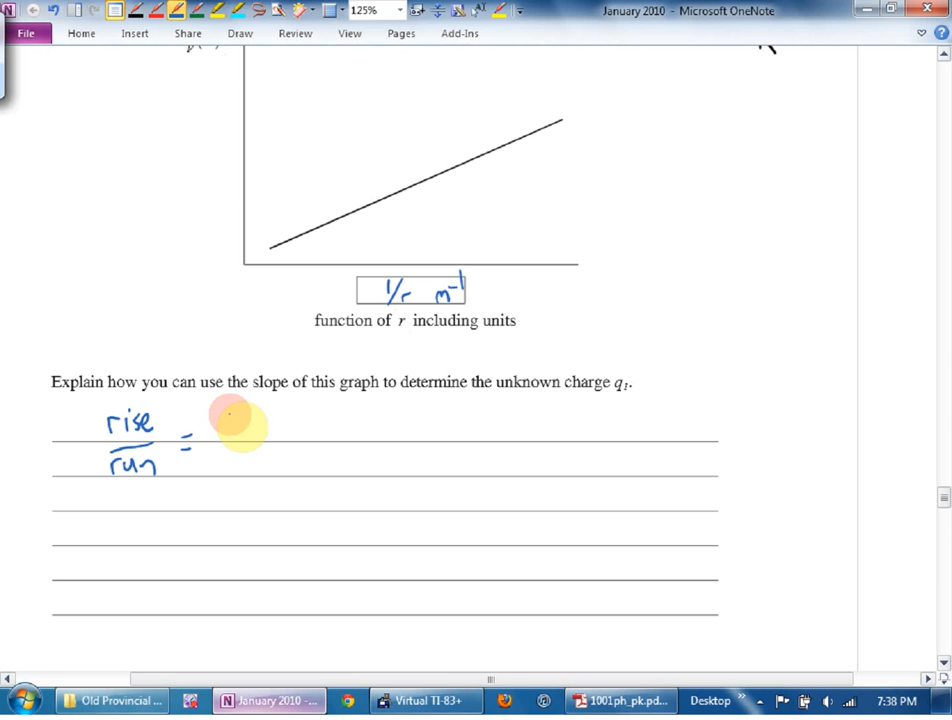 125%
January 2010 - Microsoft OneNote
File Home Insert Share Draw Review View Pages Add-Ins
1/r m⁻¹
function of r including units
Explain how you can use the slope of this graph to determine the unknown charge q₁.
rise
=
run
Old Provincial ... January 2010 -... Virtual TI-83+ 1001ph_pk.pd... Desktop » 7:38 PM